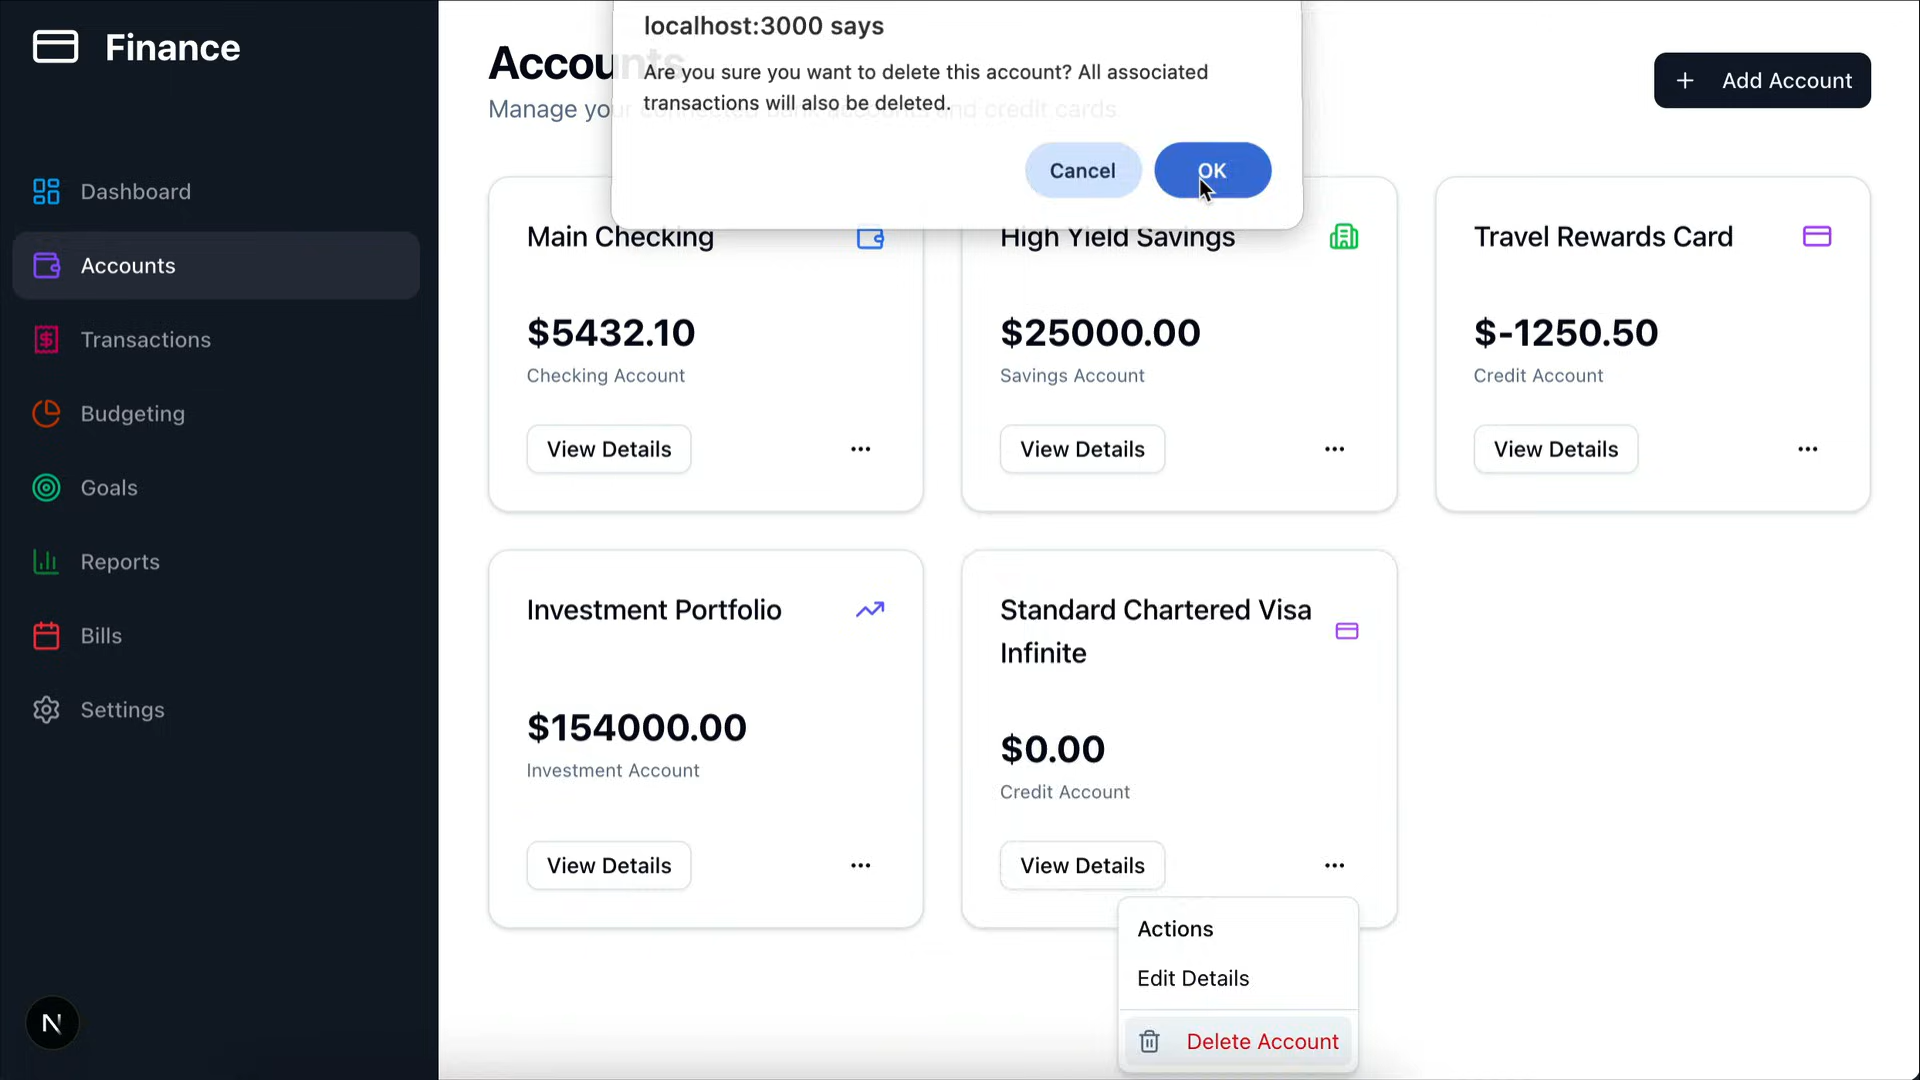 Finance
Dashboard
Accounts
Transactions
Budgeting
Goals
Reports
Bills
Settings
N
localhost:3000 says
Are you sure you want to delete this account? All associated
transactions will also be deleted.
Cancel
OK
Accounts
Manage your connected bank accounts and credit cards
+ Add Account
Main Checking
$5432.10
Checking Account
View Details
...
High Yield Savings
$25000.00
Savings Account
View Details
...
Travel Rewards Card
$-1250.50
Credit Account
View Details
...
Investment Portfolio
$154000.00
Investment Account
View Details
...
Standard Chartered Visa
Infinite
$0.00
Credit Account
View Details
...
Actions
Edit Details
Delete Account